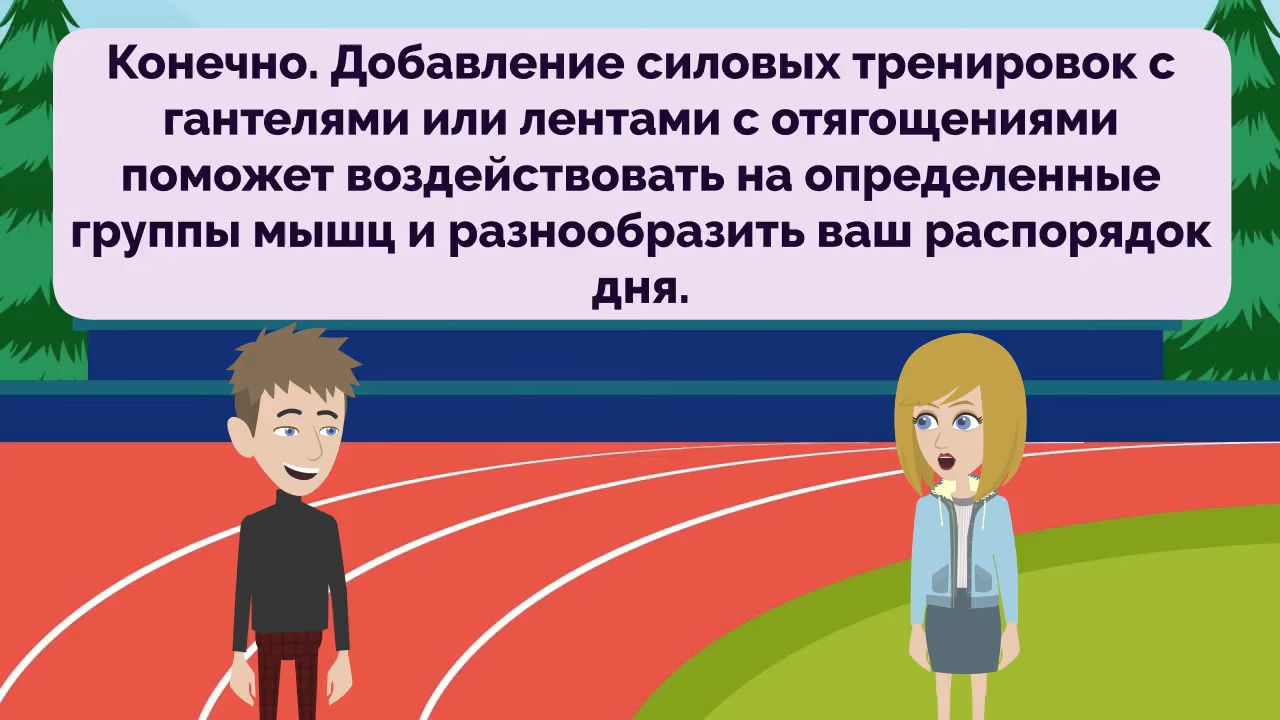 Конечно. Добавление силовых тренировок с
гантелями или лентами с отягощениями
поможет воздействовать на определенные
группы мышц и разнообразить ваш распорядок
дня.